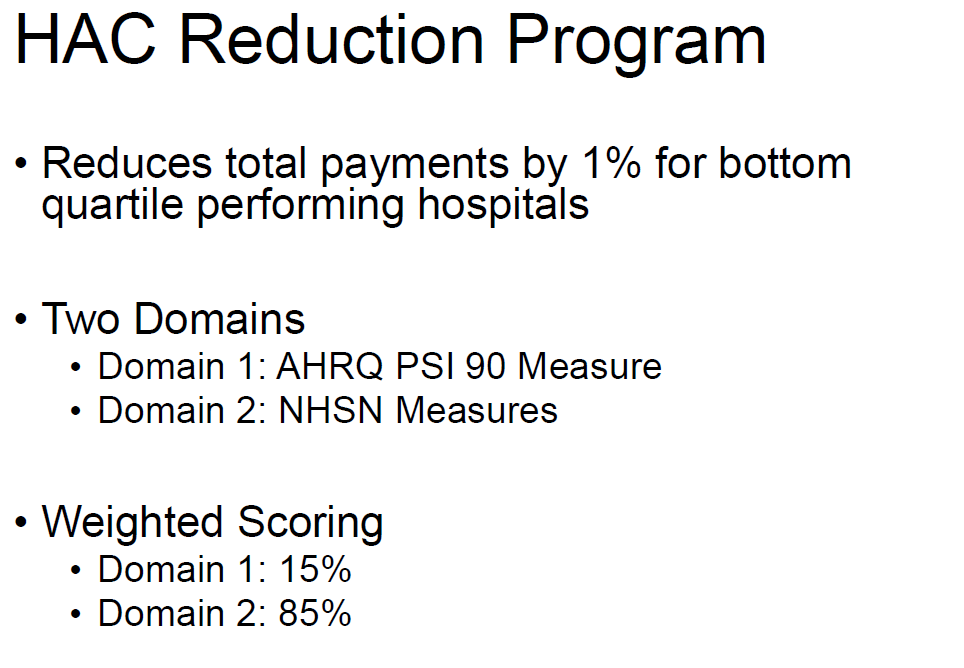 HAC Reduction Program
• Reduces total payments by 1% for bottom
quartile performing hospitals
• Two Domains
• Domain 1: AHRQ PSI 90 Measure
• Domain 2: NHSN Measures
• Weighted Scoring
• Domain 1: 15%
• Domain 2: 85%